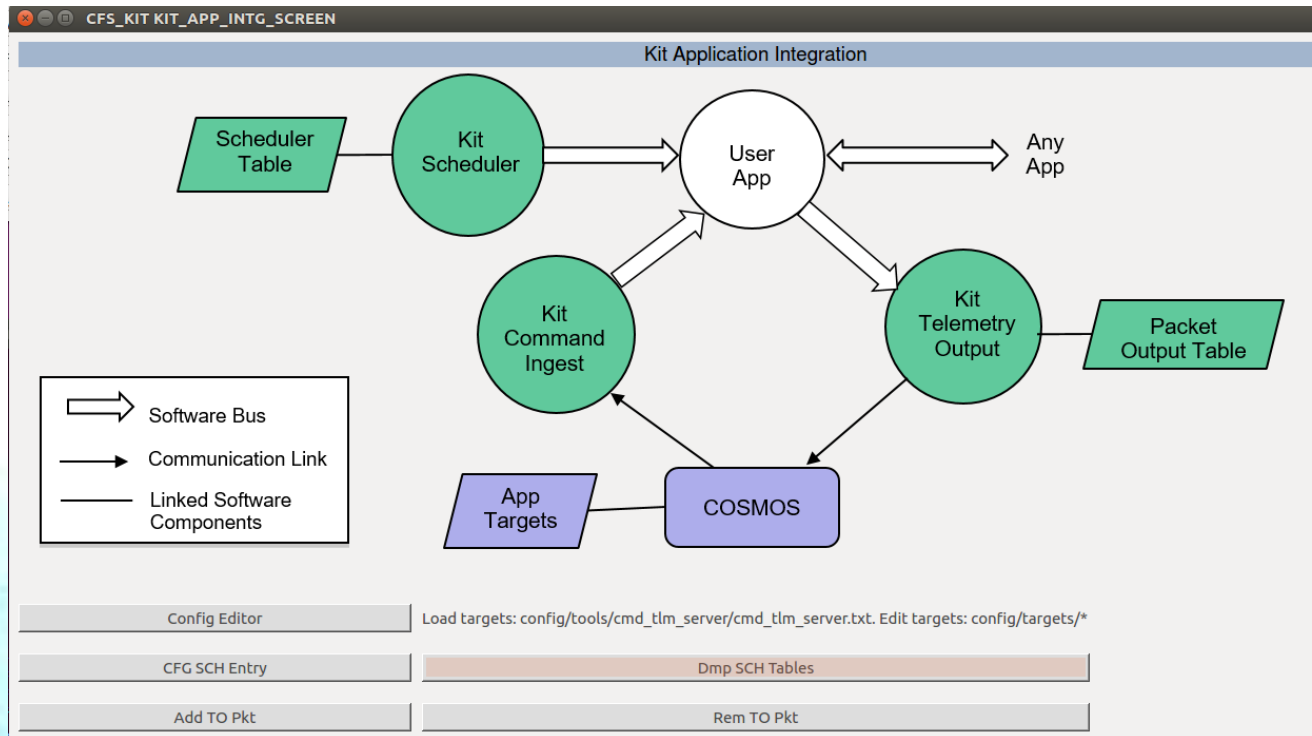 CFS_KIT KIT_APP_INTG_SCREEN
Kit Application Integration
Scheduler
Table
Kit
Scheduler
User
App
Any
App
Kit
Command
Ingest
Kit
Telemetry
Output
Packet
Output Table
Software Bus
Communication Link
Linked Software
Components
App
Targets
COSMOS
Config Editor
Load targets: config/tools/cmd_tlm_server/cmd_tlm_server.txt. Edit targets: config/targets/*
CFG SCH Entry
Dmp SCH Tables
Add TO Pkt
Rem TO Pkt